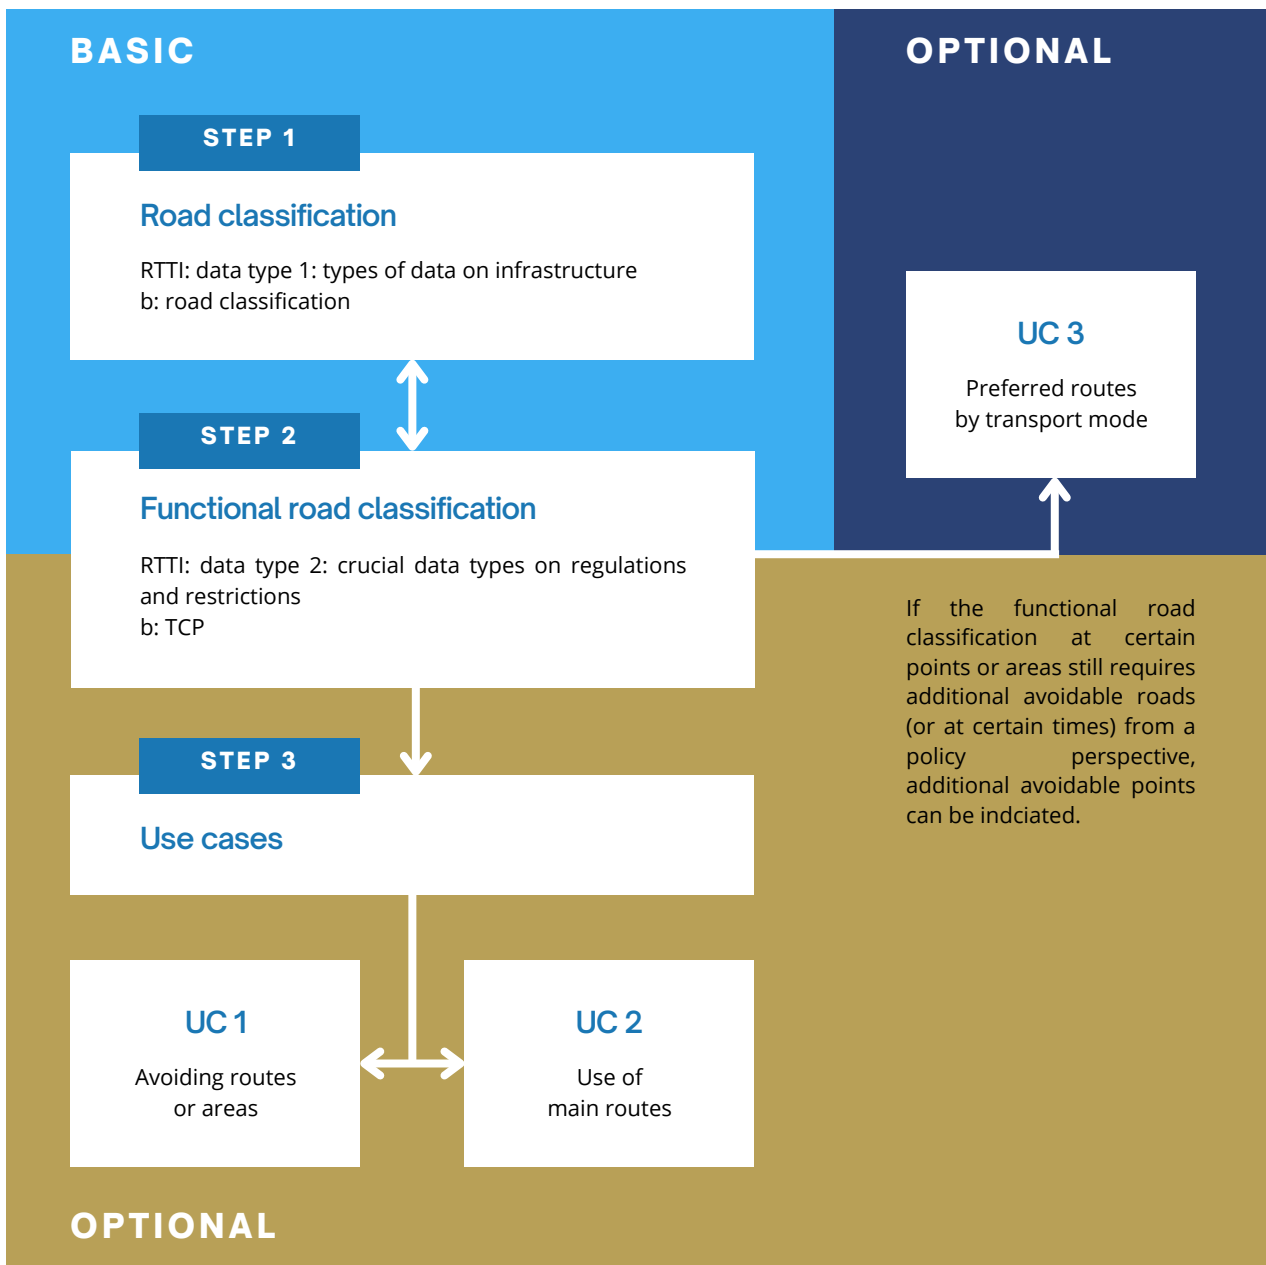 BASIC
OPTIONAL
STEP 1
Road classification
RTTI: data type 1: types of data on infrastructure
b: road classification
UC 3
Preferred routes
by transport mode
STEP 2
Functional road classification
RTTI: data type 2: crucial data types on regulations
and restrictions
b: TCP
If the functional road
classification at certain
points or areas still requires
additional avoidable roads
(or at certain times) from a
policy perspective,
additional avoidable points
can be indciated.
STEP 3
Use cases
UC 1
Avoiding routes
or areas
UC 2
Use of
main routes
OPTIONAL